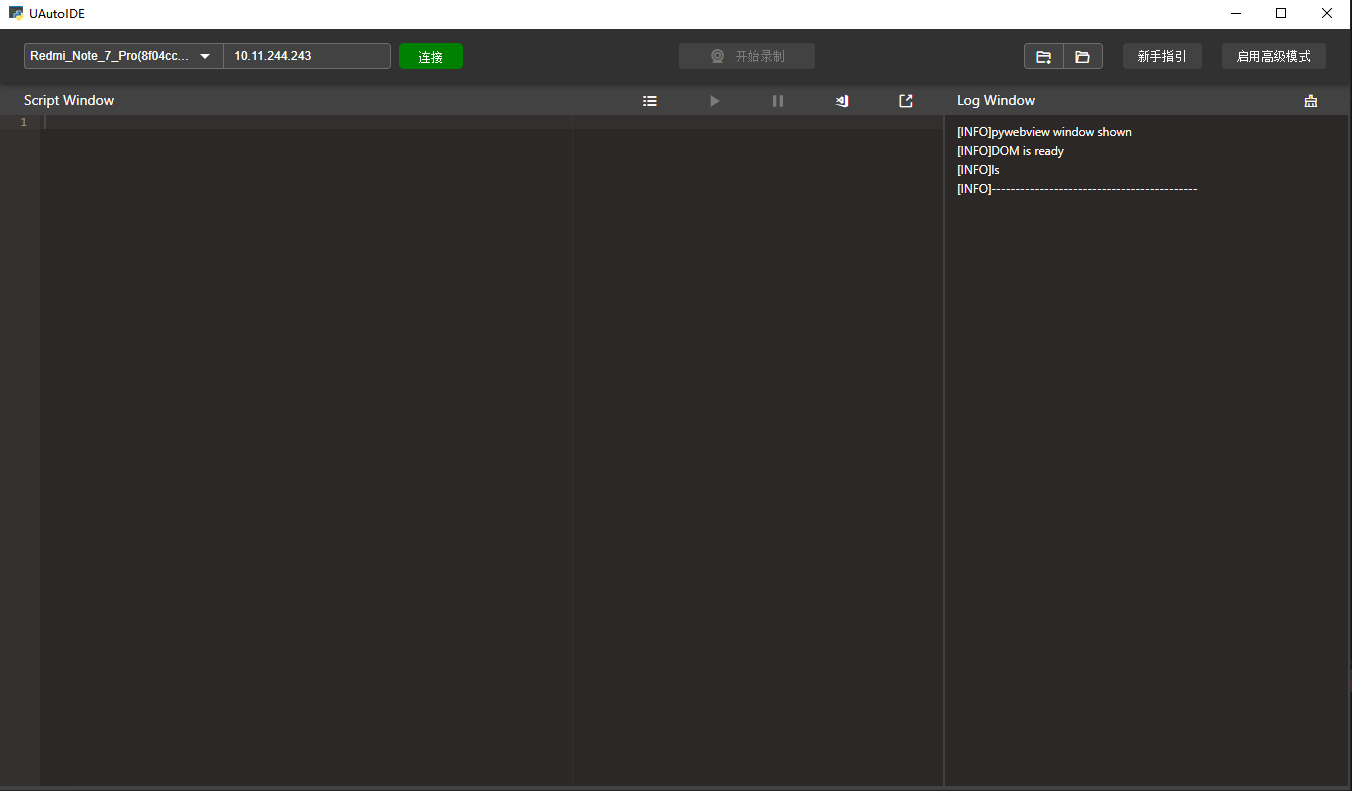 UAutoIDE
Redmi_Note_7_Pro(8f04cc...
10.11.244.243
连接
开始录制
新手指引
启用高级模式
Script Window
Log Window
1
[INFO]pywebview window shown
[INFO]DOM is ready
[INFO]ls
[INFO]-------------------------------------------